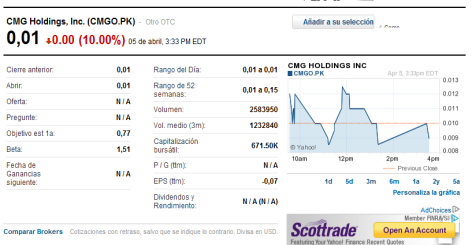 CMG Holdings, Inc. (CMGO.PK) - Otro OTC
Añadir a su selección
0,01 +0.00 (10.00%) 05 de abril, 3:33 PM EDT
Cierre anterior: 0,01
Abrir: 0,01
Oferta: N / A
Pregunte: N / A
Objetivo est 1a: 0,77
Beta: 1,51
Fecha de
Ganancias
siguiente: N / A
Rango del Día: 0,01 a 0,01
Rango de 52
semanas: 0,01 a 0,15
Volumen: 2583950
Vol. medio (3m): 1232840
Capitalización
bursátil: 671.50K
P / G (ttm): N / A
EPS (ttm): -0,07
Dividendos y
Rendimiento: N / A (N / A)
CMG HOLDINGS, INC
CMGO.PK Apr 5, 3:33pm EDT
0.013
0.012
0.011
0.010
0.009
0.008
© Yahoo!
10am 12pm 2pm 4pm
Previous Close
1d 5d 3m 6m 1a 2y 5a
Personaliza la gráfica
AdChoices
Member FINRA/SI
Scottrade Open An Account
Featuring Your Yahoo! Finance Recent Quotes
Comparar Brokers Cotizaciones con retraso, salvo que se indique lo contrario. Divisa en USD.